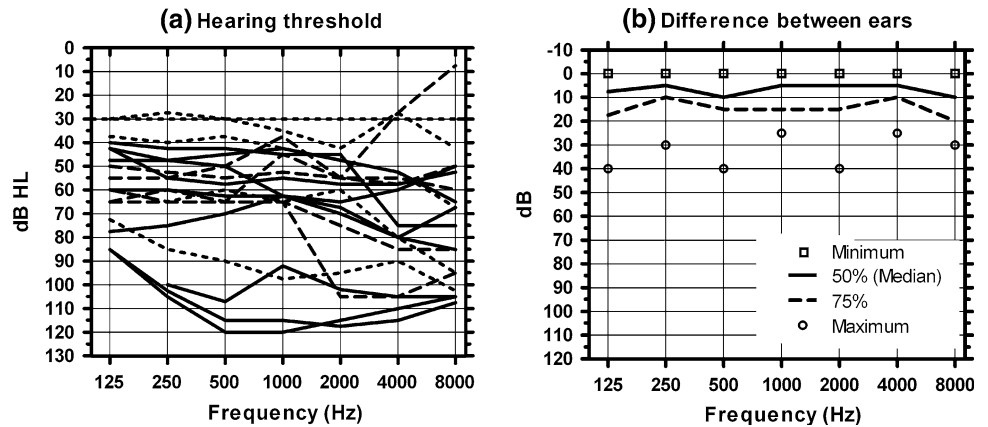 (a) Hearing threshold
0
10
20
30
40
50
60
70
80
90
100
110
120
130
dB HL
125 250 500 1000 2000 4000 8000
Frequency (Hz)
(b) Difference between ears
-10
0
10
20
30
40
50
60
70
80
90
100
110
120
dB
Minimum
50% (Median)
75%
Maximum
125 250 500 1000 2000 4000 8000
Frequency (Hz)